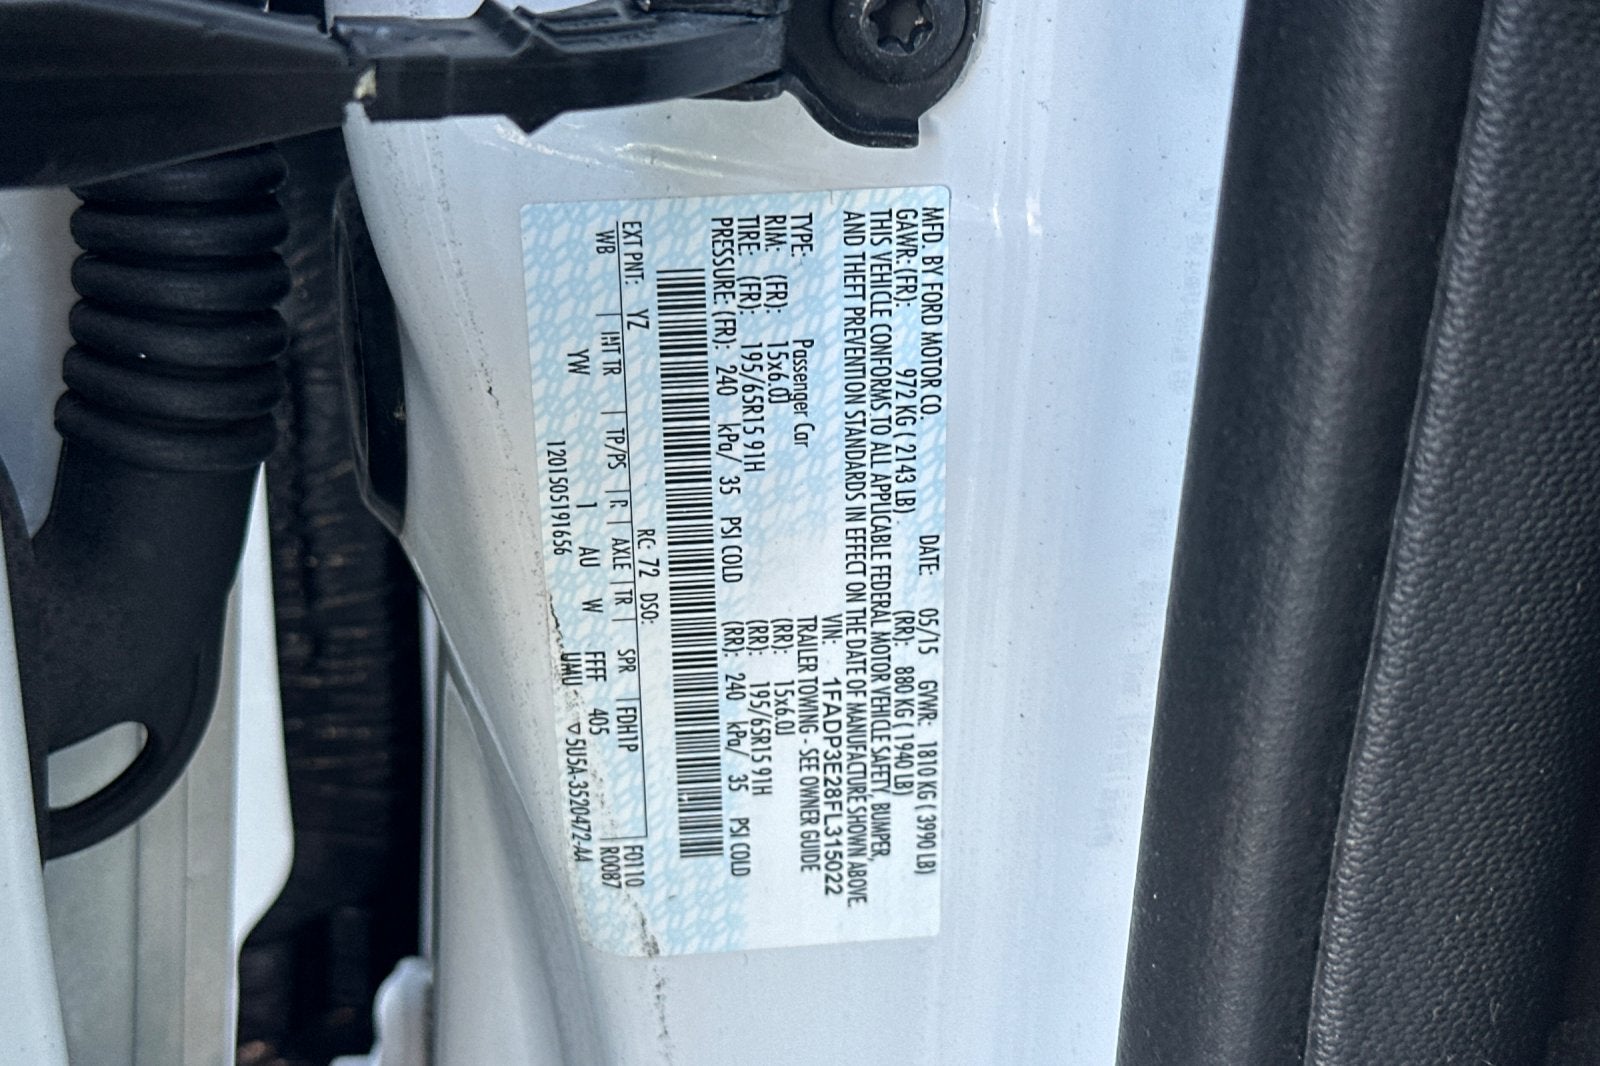 MFD. BY FORD MOTOR CO. DATE: 05/15 GVWR: 1810 KG ( 3990 LB)
GAWR: (FR): 972 KG ( 2143 LB) (RR): 880 KG ( 1940 LB)
THIS VEHICLE CONFORMS TO ALL APPLICABLE FEDERAL MOTOR VEHICLE SAFETY, BUMPER,
AND THEFT PREVENTION STANDARDS IN EFFECT ON THE DATE OF MANUFACTURE SHOWN ABOVE.
VIN: 1FADP3E28FL315022
TYPE: Passenger Car TRAILER TOWING - SEE OWNER GUIDE
RIM: (FR): 15x6.0J (RR): 15x6.0J
TIRE: (FR): 195/65R15 91H (RR): 195/65R15 91H
PRESSURE: (FR): 240 kPa/ 35 PSI COLD (RR): 240 kPa/ 35 PSI COLD
EXT PNT: YZ RC: 72 DSO: F0110
WB | INT TR | TP/PS | R | AXLE | TR | SPR | FDH1P R0087
YW 1 AU W FFFF 405
1201505191656 UMU ▽5U5A-3520472-AA